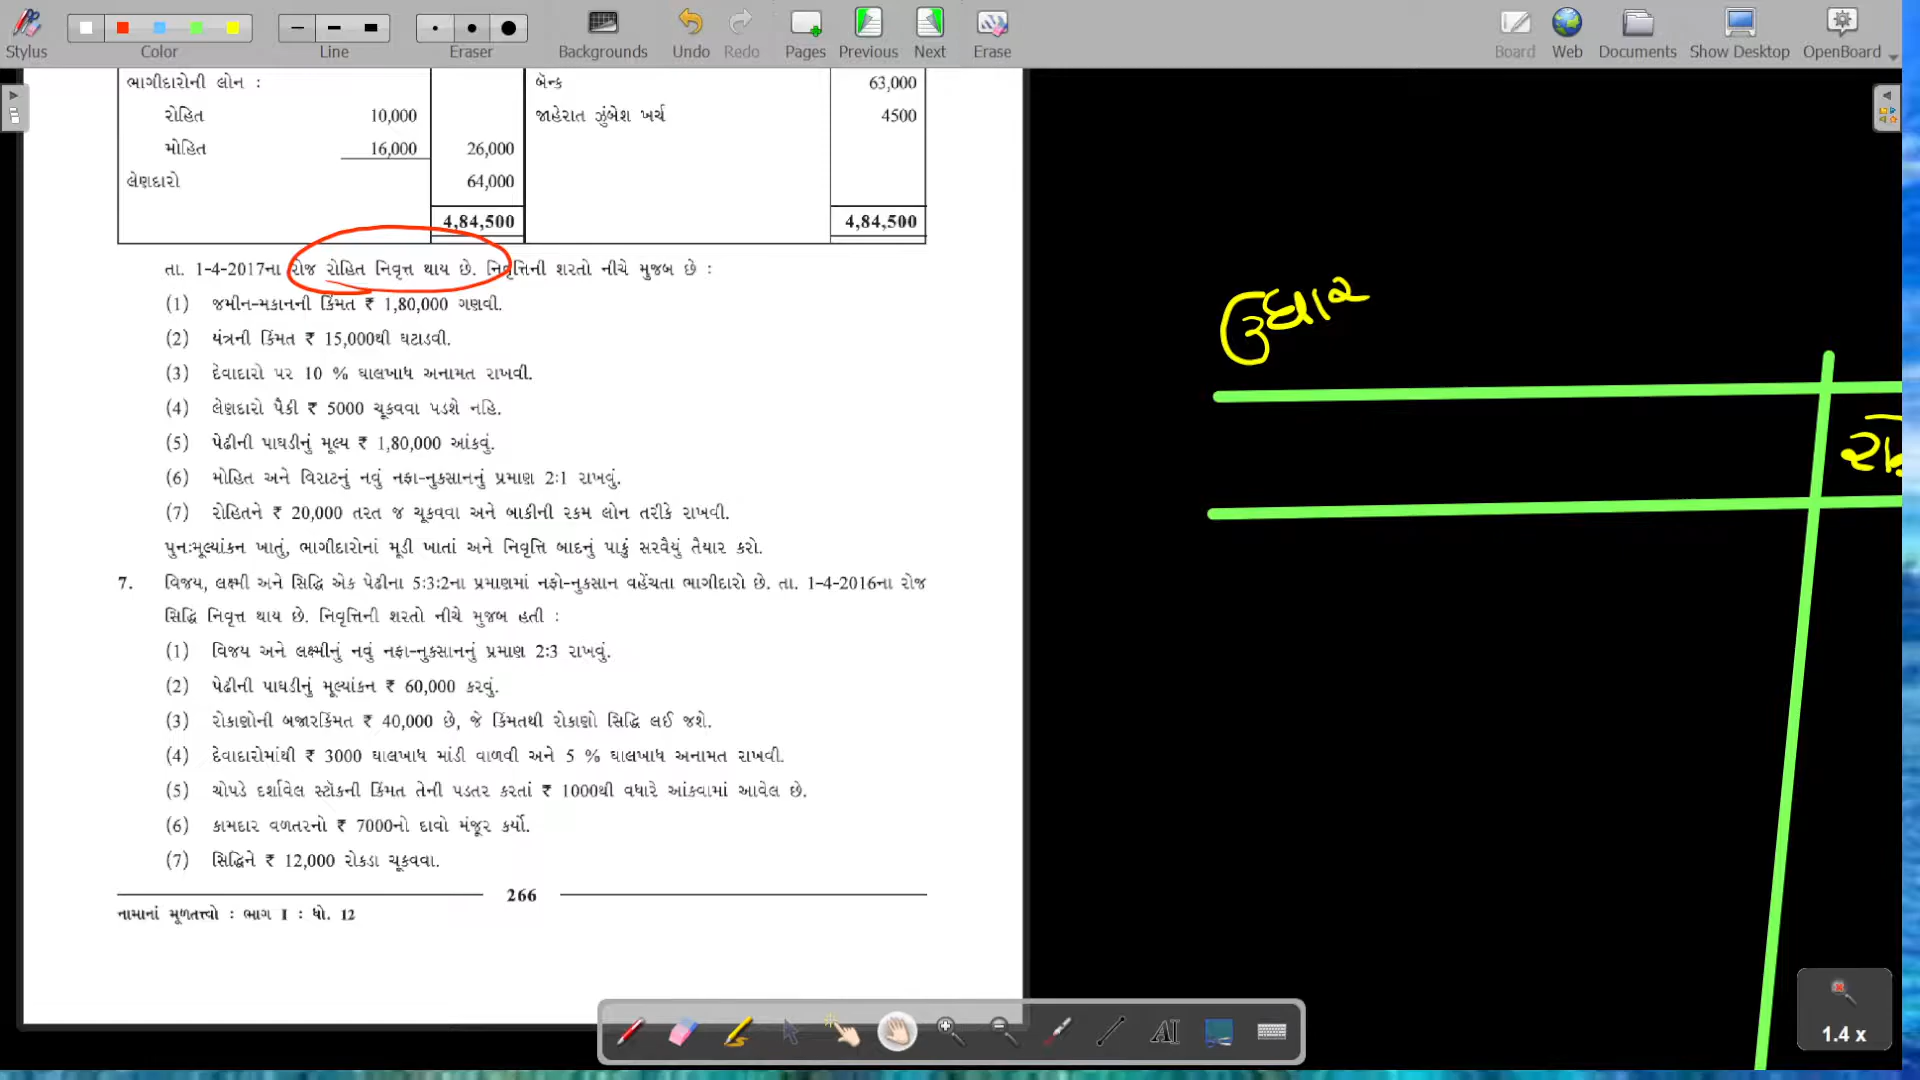 Stylus Color Line Eraser Backgrounds Undo Redo Pages Previous Next Erase Board Web Documents Show Desktop OpenBoard
ભાગીદારોની લોન : બૅન્ક 63,000
રોહિત 10,000 જાહેરાત ઝુંબેશ ખર્ચ 4500
મોહિત 16,000 26,000
લેણદારો 64,000
4,84,500 4,84,500
તા. 1-4-2017ના રોજ રોહિત નિવૃત્ત થાય છે. નિવૃત્તિની શરતો નીચે મુજબ છે :
(1) જમીન-મકાનની કિંમત ₹ 1,80,000 ગણવી.
(2) યંત્રની કિંમત ₹ 15,000થી ઘટાડવી.
(3) દેવાદારો પર 10 % ઘાલખાધ અનામત રાખવી.
(4) લેણદારો પૈકી ₹ 5000 ચૂકવવા પડશે નહિ.
(5) પેઢીની પાઘડીનું મૂલ્ય ₹ 1,80,000 આંકવું.
(6) મોહિત અને વિરાટનું નવું નફા-નુકસાનનું પ્રમાણ 2:1 રાખવું.
(7) રોહિતને ₹ 20,000 તરત જ ચૂકવવા અને બાકીની રકમ લોન તરીકે રાખવી.
પુનઃમૂલ્યાંકન ખાતું, ભાગીદારોનાં મૂડી ખાતાં અને નિવૃત્તિ બાદનું પાકું સરવૈયું તૈયાર કરો.
7. વિજય, લક્ષ્મી અને સિદ્ધિ એક પેઢીના 5:3:2ના પ્રમાણમાં નફો-નુકસાન વહેંચતા ભાગીદારો છે. તા. 1-4-2016ના રોજ
સિદ્ધિ નિવૃત્ત થાય છે. નિવૃત્તિની શરતો નીચે મુજબ હતી :
(1) વિજય અને લક્ષ્મીનું નવું નફા-નુકસાનનું પ્રમાણ 2:3 રાખવું.
(2) પેઢીની પાઘડીનું મૂલ્યાંકન ₹ 60,000 કરવું.
(3) રોકાણોની બજારકિંમત ₹ 40,000 છે, જે કિંમતથી રોકાણો સિદ્ધિ લઈ જશે.
(4) દેવાદારોમાંથી ₹ 3000 ઘાલખાધ માંડી વાળવી અને 5 % ઘાલખાધ અનામત રાખવી.
(5) ચોપડે દર્શાવેલ સ્ટૉકની કિંમત તેની પડતર કરતાં ₹ 1000થી વધારે આંકવામાં આવેલ છે.
(6) કામદાર વળતરનો ₹ 7000નો દાવો મંજૂર કર્યો.
(7) સિદ્ધિને ₹ 12,000 રોકડા ચૂકવવા.
266
નામાનાં મૂળતત્ત્વો : ભાગ I : ધો. 12
ઉધાર
1.4 x